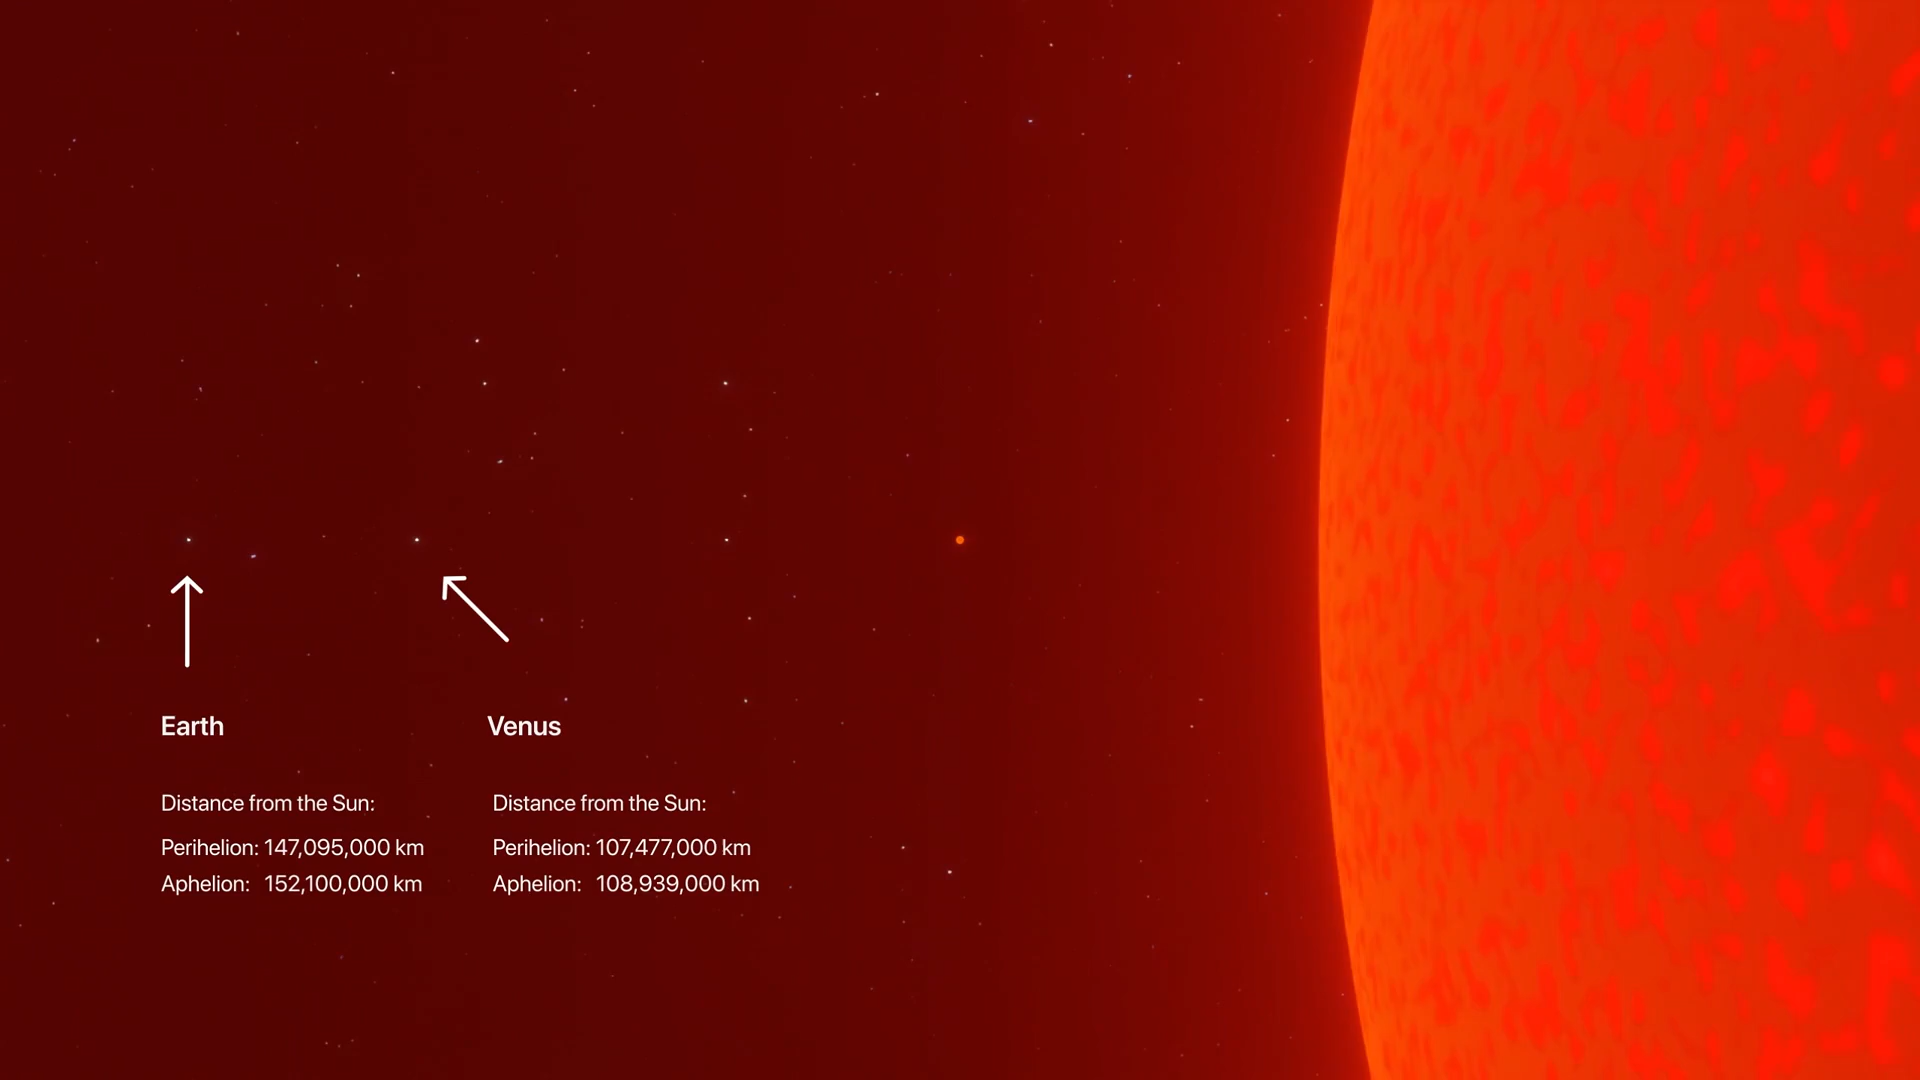 Earth
Distance from the Sun:
Perihelion: 147,095,000 km
Aphelion: 152,100,000 km
Venus
Distance from the Sun:
Perihelion: 107,477,000 km
Aphelion: 108,939,000 km